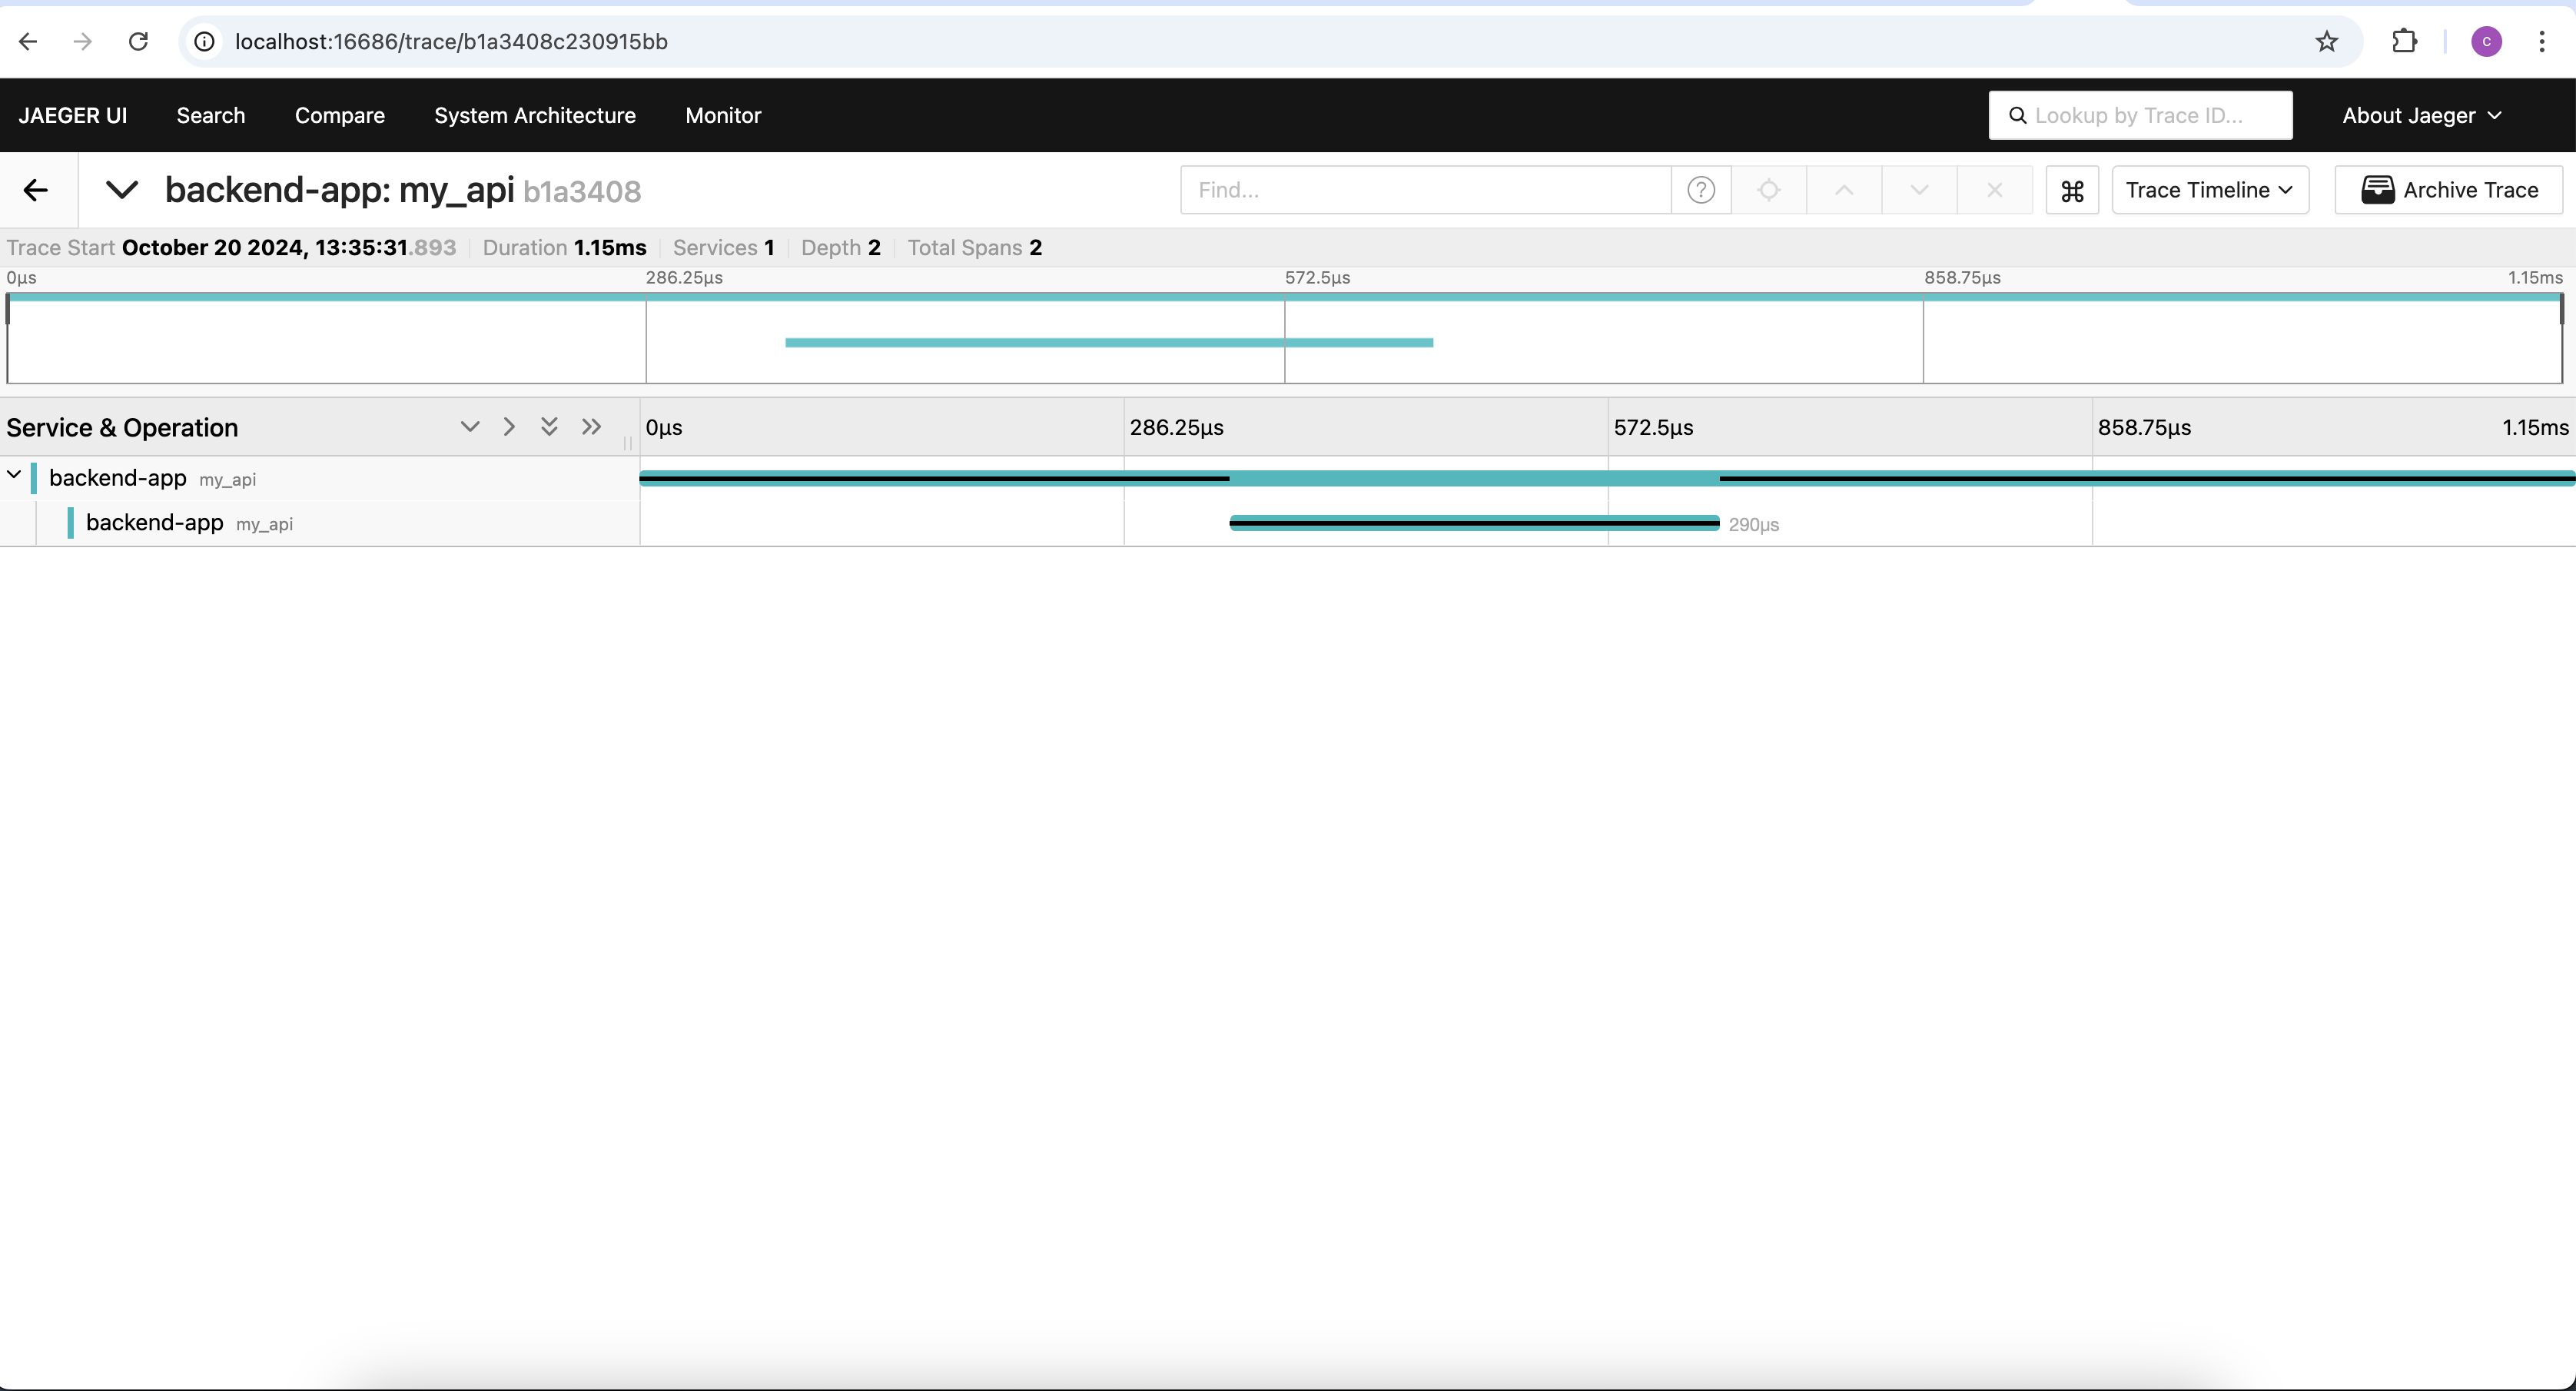 localhost:16686/trace/b1a3408c230915bb
C
JAEGER UI Search Compare System Architecture Monitor Lookup by Trace ID... About Jaeger
backend-app: my_api b1a3408 Find... ? ⌘ Trace Timeline Archive Trace
Trace Start October 20 2024, 13:35:31.893 Duration 1.15ms Services 1 Depth 2 Total Spans 2
0μs 286.25μs 572.5μs 858.75μs 1.15ms
Service & Operation 0μs 286.25μs 572.5μs 858.75μs 1.15ms
backend-app my_api
backend-app my_api 290μs